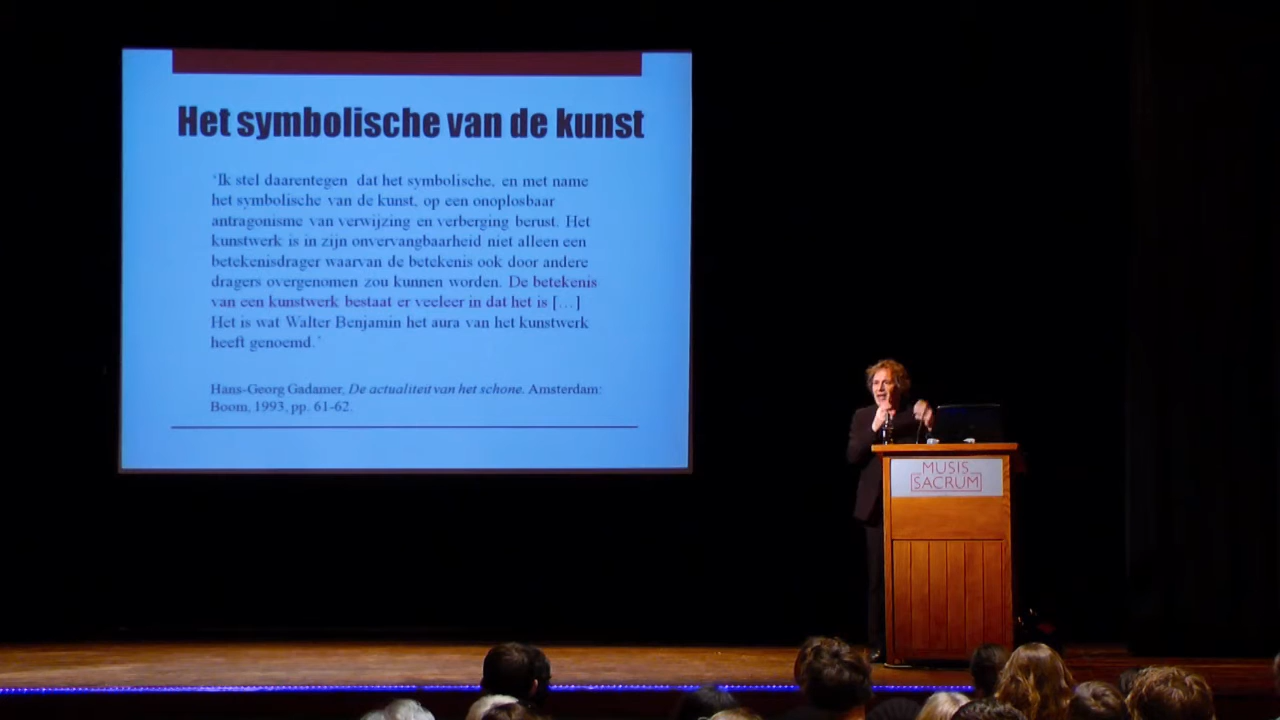 Het symbolische van de kunst
‘Ik stel daarentegen dat het symbolische, en met name
het symbolische van de kunst, op een onoplosbaar
antragonisme van verwijzing en verberging berust. Het
kunstwerk is in zijn onvervangbaarheid niet alleen een
betekenisdrager waarvan de betekenis ook door andere
dragers overgenomen zou kunnen worden. De betekenis
van een kunstwerk bestaat er veeleer in dat het is […]
Het is wat Walter Benjamin het aura van het kunstwerk
heeft genoemd.’
Hans-Georg Gadamer, De actualiteit van het schone. Amsterdam:
Boom, 1993, pp. 61-62.
MUSIS
SACRUM